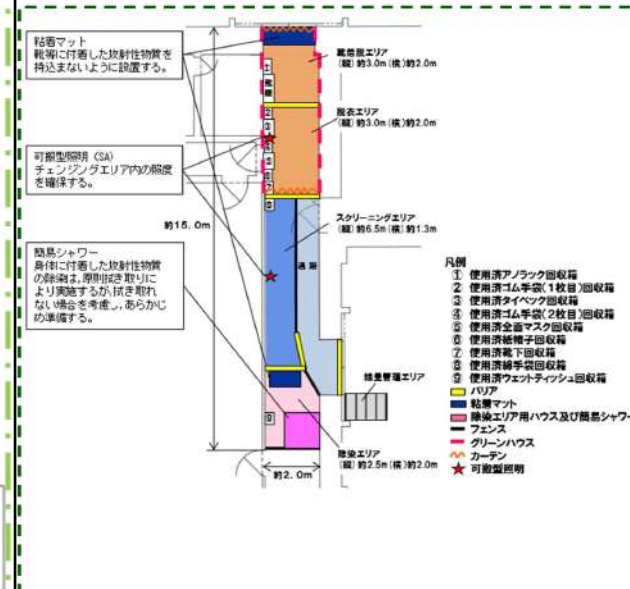 粘着マット
靴等に付着した放射性物質を
持込まないように設置する。
可搬型照明 (SA)
チェンジングエリア内の照度
を確保する。
簡易シャワー
身体に付着した放射性物質
の除染は、原則拭き取りに
より実施するが、拭き取れ
ない場合を考慮し、あらかじ
め準備する。
約15.0m
約2.0m
靴着脱エリア
(縦) 約3.0m (横) 約2.0m
脱衣エリア
(縦) 約3.0m (横) 約2.0m
スクリーニングエリア
(縦) 約6.5m (横) 約1.3m
通路
除染エリア
(縦) 約2.5m (横) 約2.0m
凡例
① 使用済アノラック回収箱
② 使用済ゴム手袋(1枚目)回収箱
③ 使用済タイベック回収箱
④ 使用済ゴム手袋(2枚目)回収箱
⑤ 使用済全面マスク回収箱
⑥ 使用済紙帽子回収箱
⑦ 使用済靴下回収箱
⑧ 使用済綿手袋回収箱
⑨ 使用済ウェットティッシュ回収箱
バリア
粘着マット
除染エリア用ハウス及び簡易シャワー
フェンス
グリーンハウス
カーテン
可搬型照明